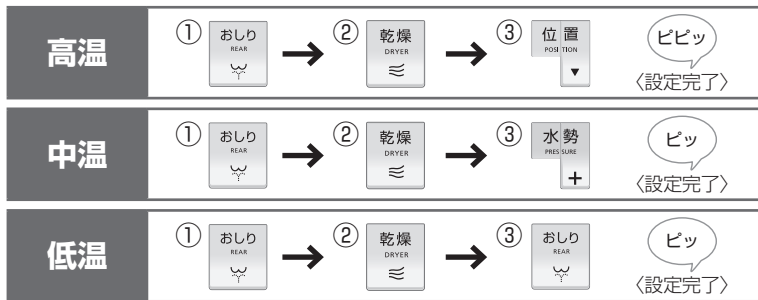 高温
① おしり REAR → ② 乾燥 DRYER → ③ 位置 POSITION ▼ ピピッ
〈設定完了〉
中温
① おしり REAR → ② 乾燥 DRYER → ③ 水勢 PRESSURE + ピッ
〈設定完了〉
低温
① おしり REAR → ② 乾燥 DRYER → ③ おしり REAR ピッ
〈設定完了〉